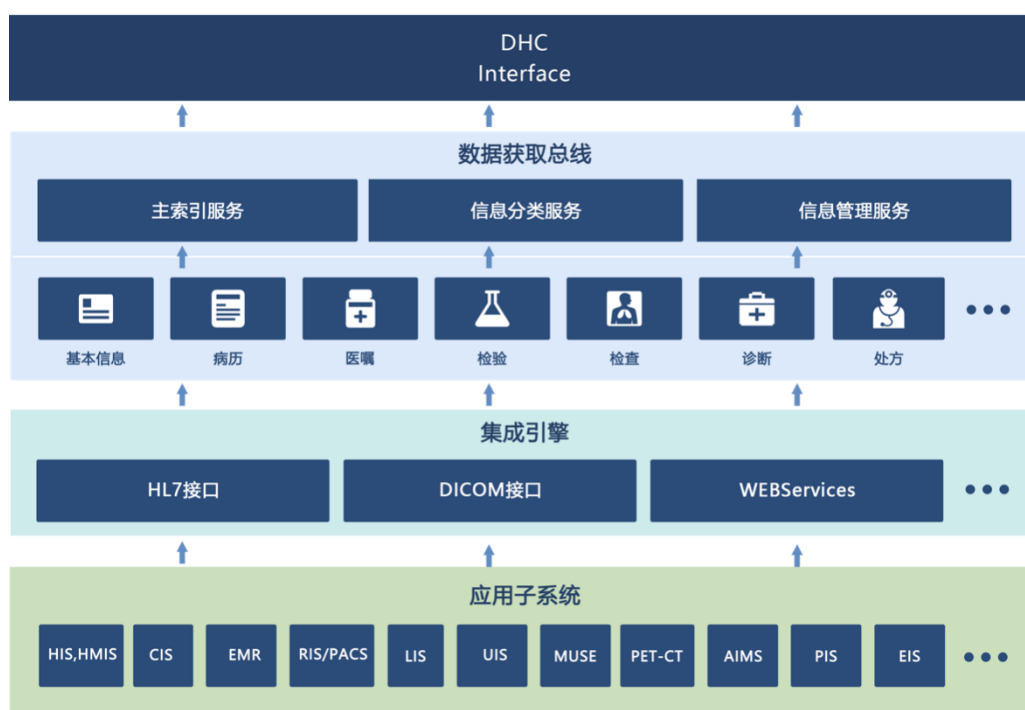 DHC
Interface
数据获取总线
主索引服务 信息分类服务 信息管理服务
基本信息 病历 医嘱 检验 检查 诊断 处方
集成引擎
HL7接口 DICOM接口 WEBServices
应用子系统
HIS,HMIS CIS EMR RIS/PACS LIS UIS MUSE PET-CT AIMS PIS EIS